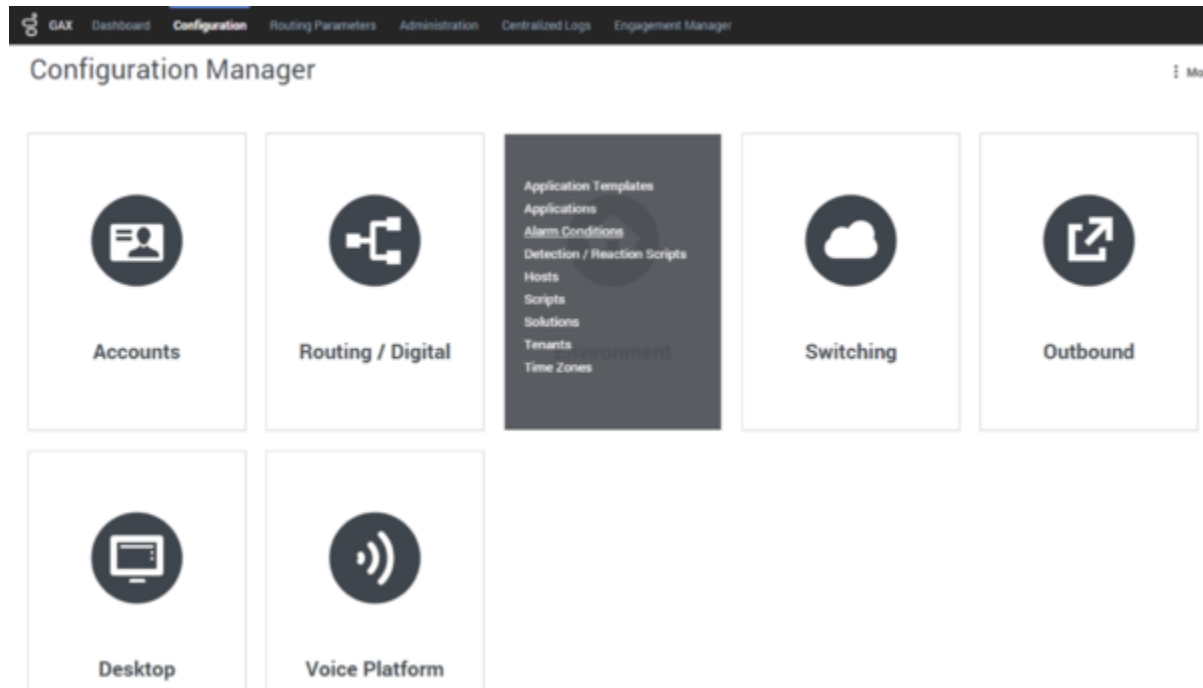 GAX Dashboard Configuration Routing Parameters Administration Centralized Logs Engagement Manager
Configuration Manager
Mo
Accounts
Routing / Digital
Application Templates
Applications
Alarm Conditions
Detection / Reaction Scripts
Hosts
Scripts
Solutions
Tenants
Environment
Time Zones
Switching
Outbound
Desktop
Voice Platform